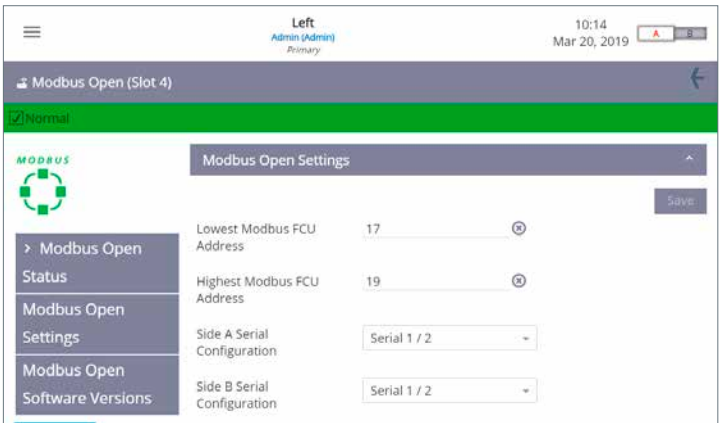 Left
Admin (Admin)
Primary
10:14
Mar 20, 2019
A B
Modbus Open (Slot 4)
Normal
MODBUS
> Modbus Open
Status
Modbus Open
Settings
Modbus Open
Software Versions
Modbus Open Settings
Save
Lowest Modbus FCU
Address
17
Highest Modbus FCU
Address
19
Side A Serial
Configuration
Serial 1 / 2
Side B Serial
Configuration
Serial 1 / 2